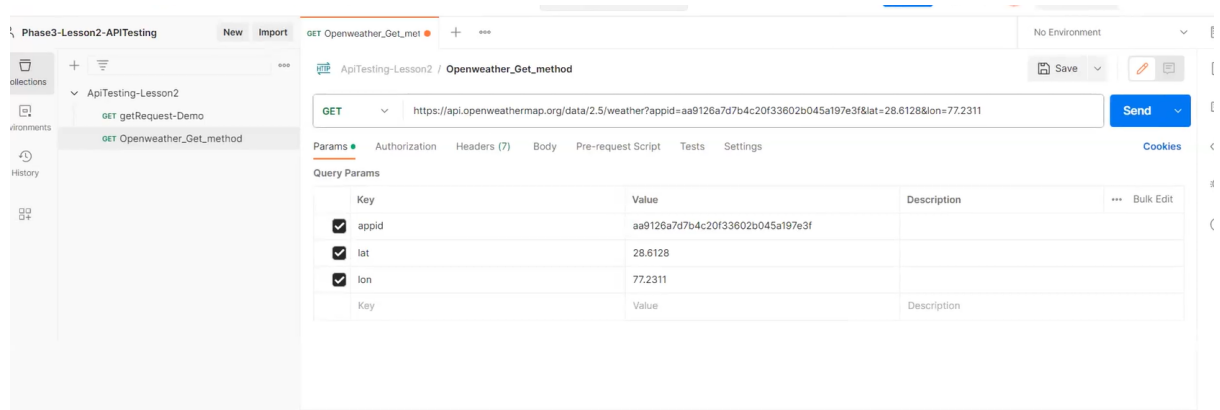 Phase3-Lesson2-APITesting New Import GET Openweather_Get_met No Environment
ApiTesting-Lesson2 / Openweather_Get_method Save
ApiTesting-Lesson2
GET getRequest-Demo
GET Openweather_Get_method
History
GET https://api.openweathermap.org/data/2.5/weather?appid=aa9126a7d7b4c20f33602b045a197e3f&lat=28.6128&lon=77.2311 Send
Params Authorization Headers (7) Body Pre-request Script Tests Settings Cookies
Query Params
Key Value Description Bulk Edit
appid aa9126a7d7b4c20f33602b045a197e3f
lat 28.6128
lon 77.2311
Key Value Description